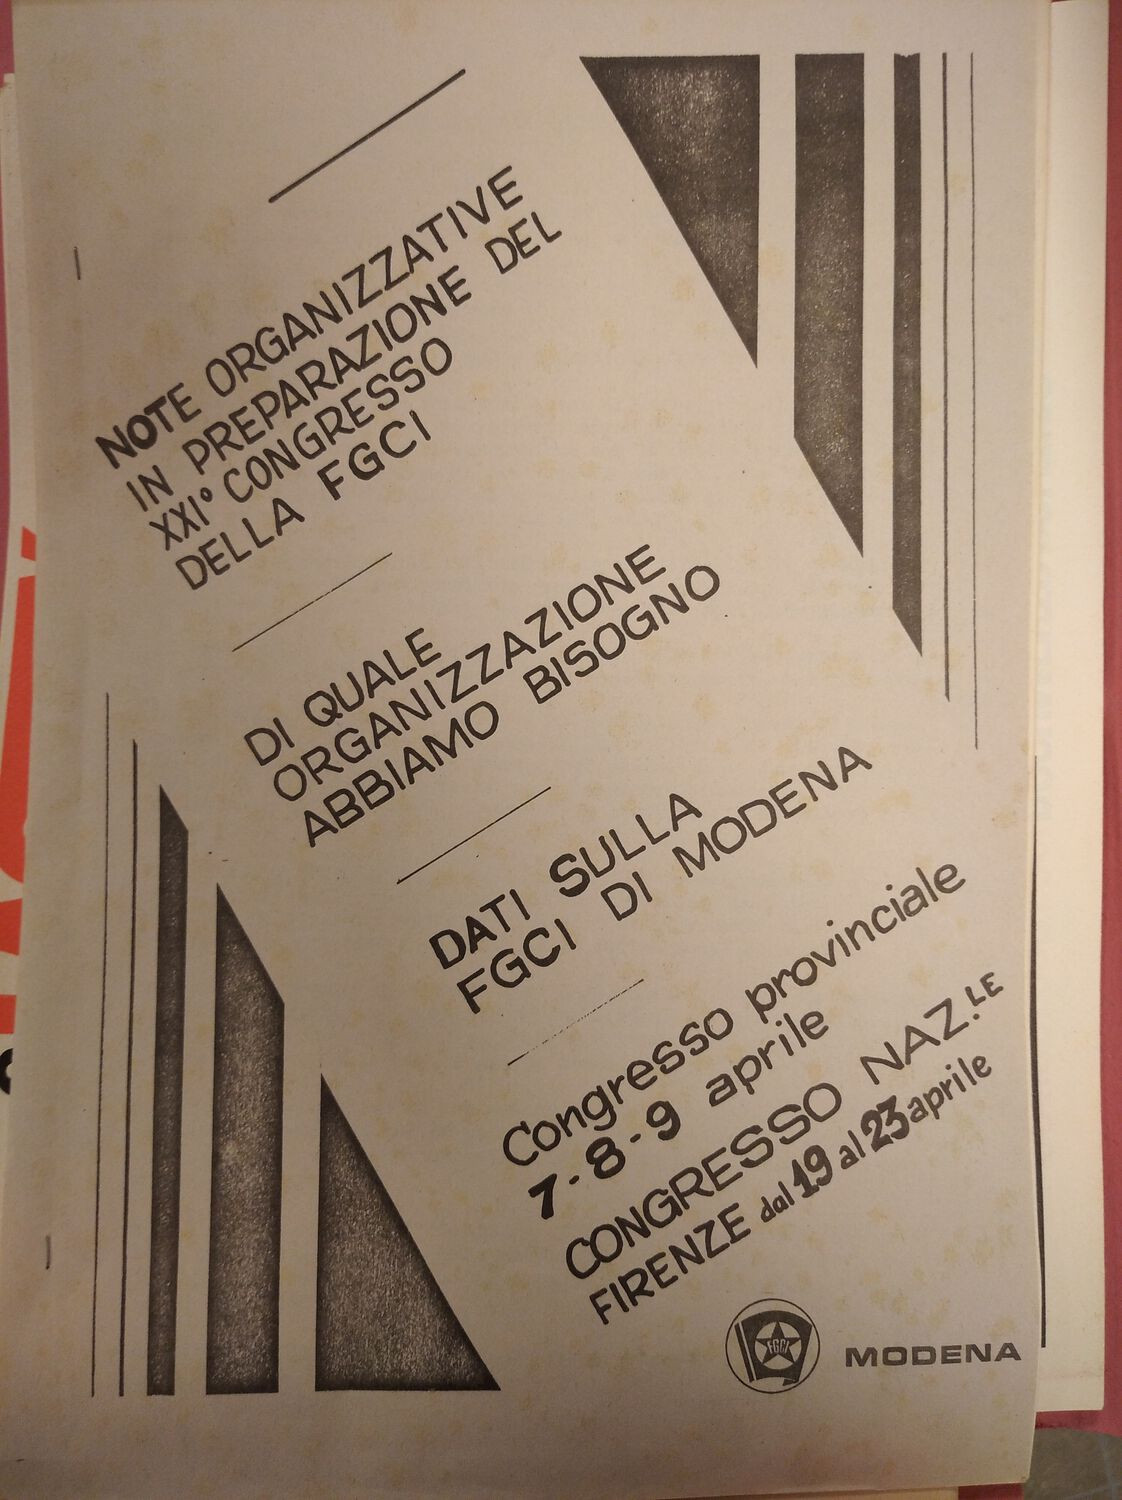 NOTE ORGANIZZATIVE
IN PREPARAZIONE DEL
XXI° CONGRESSO
DELLA FGCI
DI QUALE
ORGANIZZAZIONE
ABBIAMO BISOGNO
DATI SULLA
FGCI DI MODENA
Congresso provinciale
7-8-9 aprile
CONGRESSO NAZ.LE
FIRENZE dal 19 al 23 aprile
FGCI
MODENA